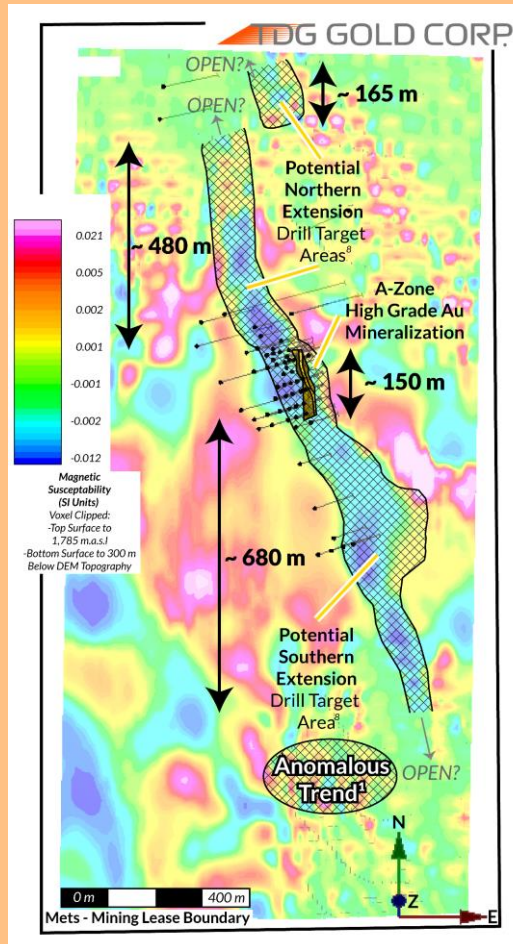 TDG GOLD CORP.
OPEN?
~ 165 m
OPEN?
Potential
Northern
Extension
Drill Target
Areas⁸
~ 480 m
A-Zone
High Grade Au
Mineralization
~ 150 m
0.021
0.005
0.002
0.001
-0.001
-0.002
-0.012
Magnetic
Susceptability
(SI Units)
Voxel Clipped:
-Top Surface to
1,785 m.a.s.l
-Bottom Surface to 300 m
Below DEM Topography
~ 680 m
Potential
Southern
Extension
Drill Target
Area⁸
Anomalous
Trend¹
OPEN?
N
Z
E
0 m 400 m
Mets - Mining Lease Boundary